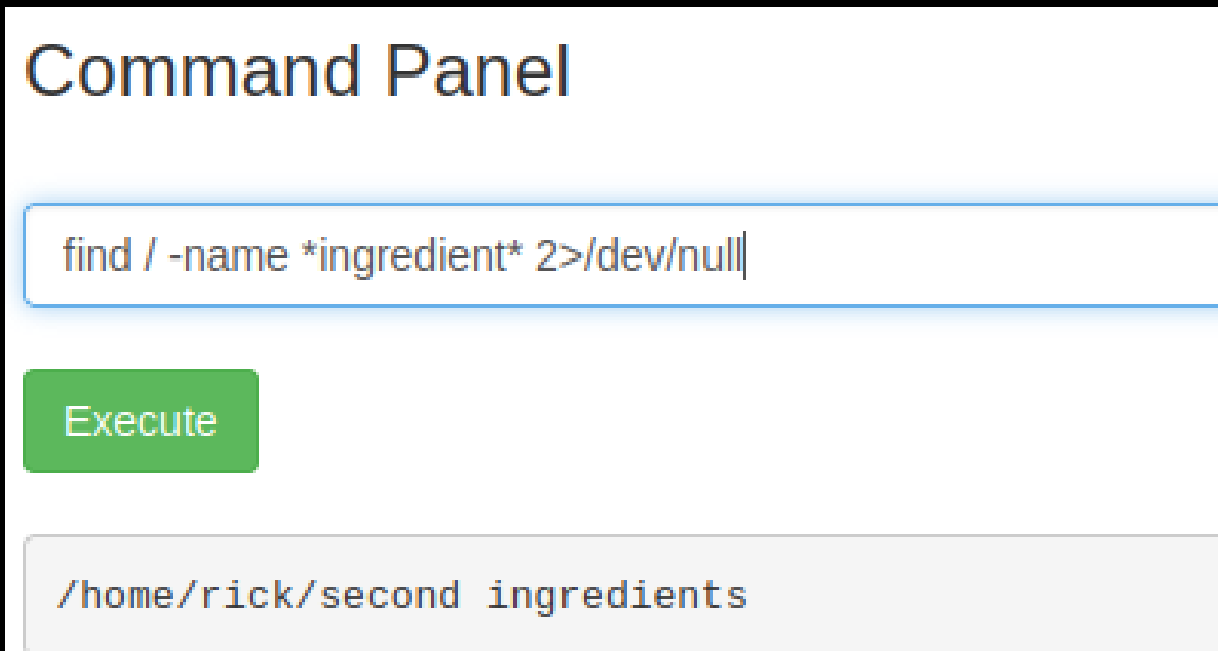 Command Panel
find / -name *ingredient* 2>/dev/null
Execute
/home/rick/second ingredients